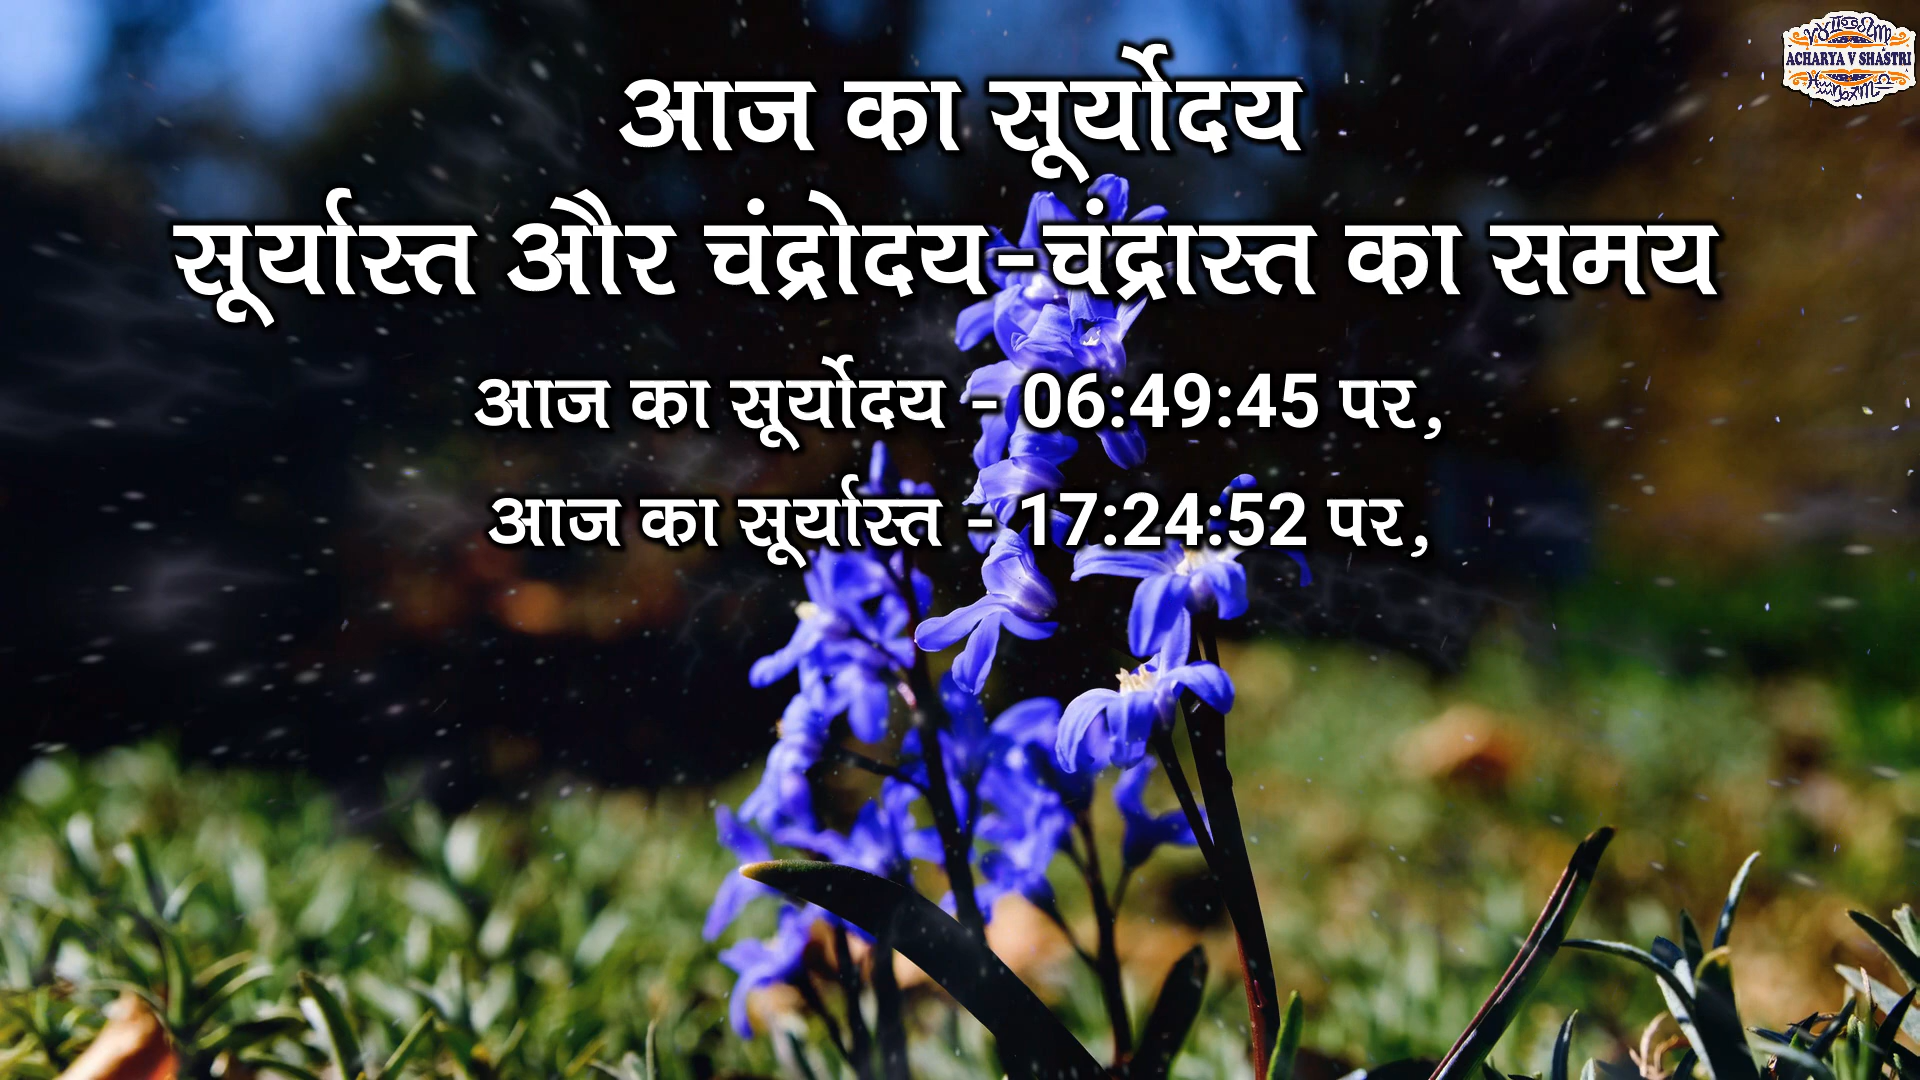 आज का सूर्योदय
सूर्यास्त और चंद्रोदय-चंद्रास्त का समय
आज का सूर्योदय - 06:49:45 पर,
आज का सूर्यास्त - 17:24:52 पर,
ACHARYA V SHASTRI